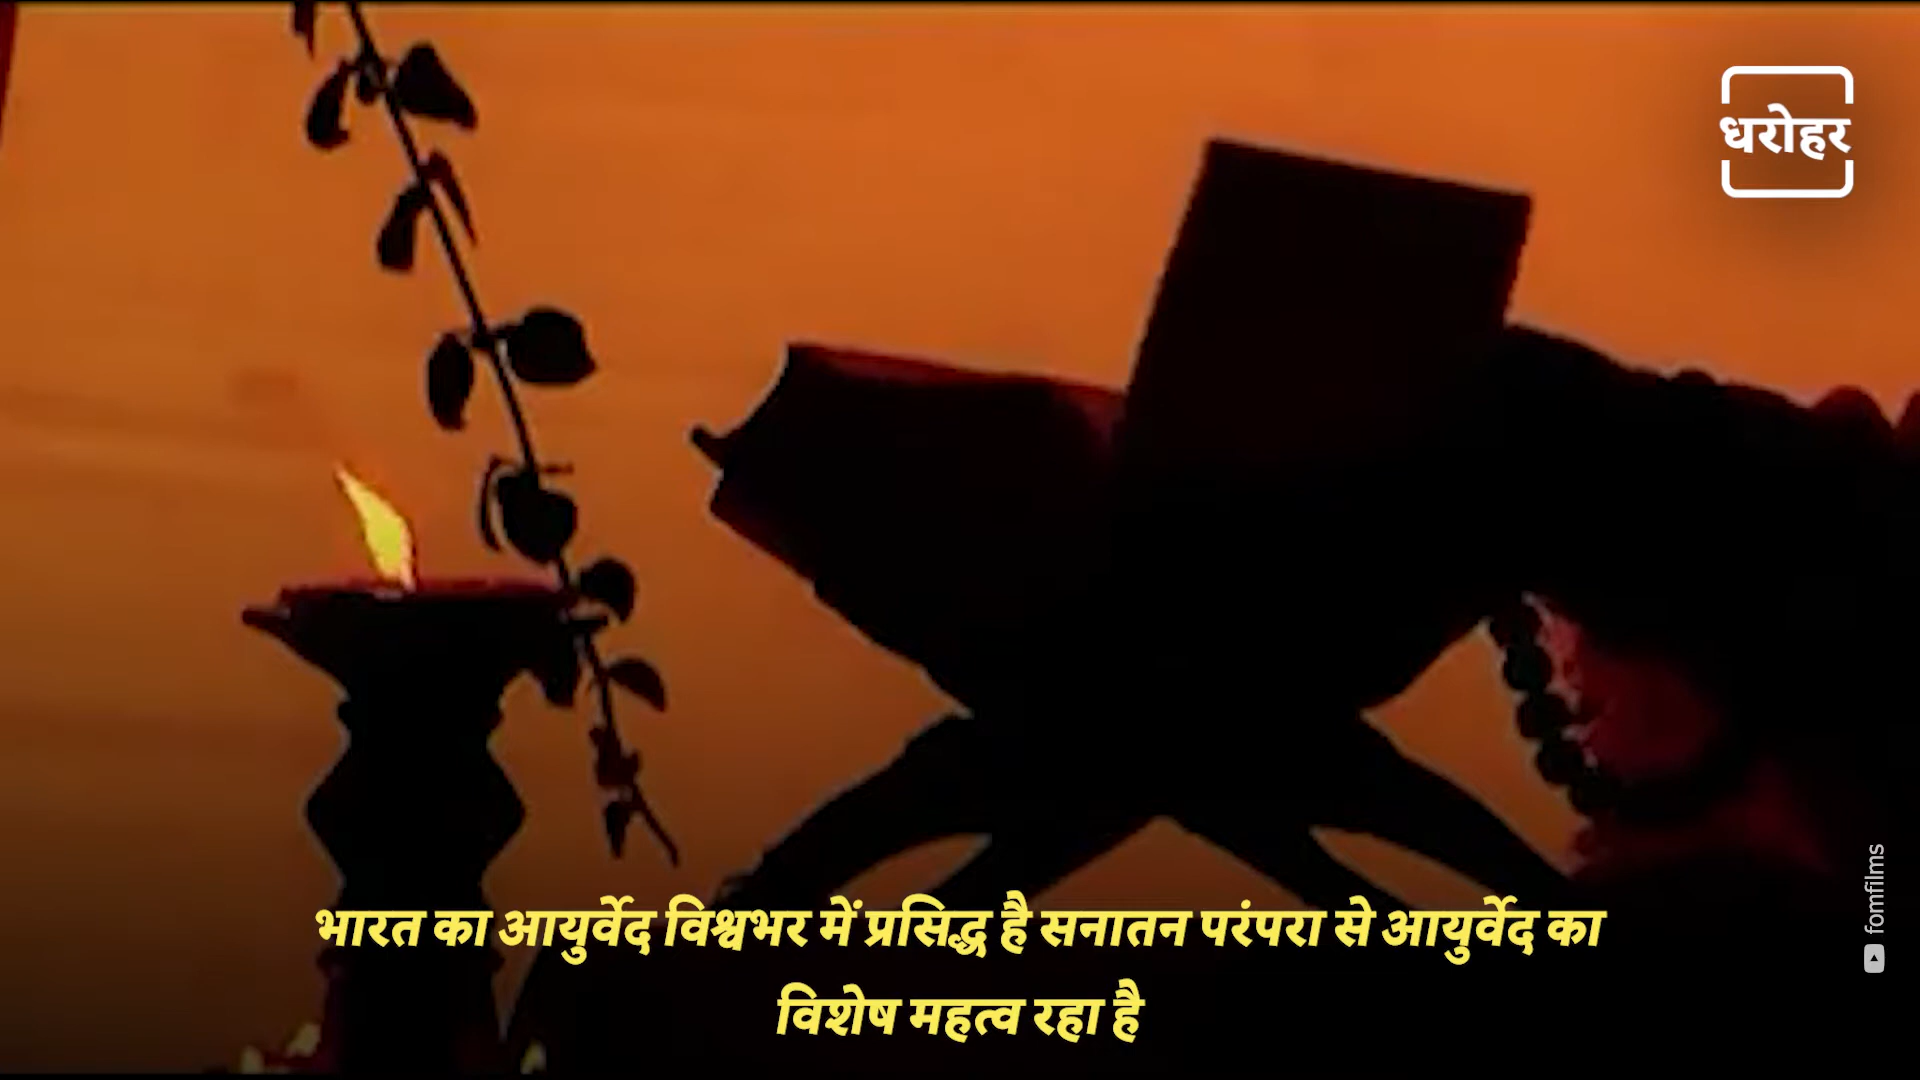 धरोहर
fomfilms
भारत का आयुर्वेद विश्वभर में प्रसिद्ध है सनातन परंपरा से आयुर्वेद का
विशेष महत्व रहा है